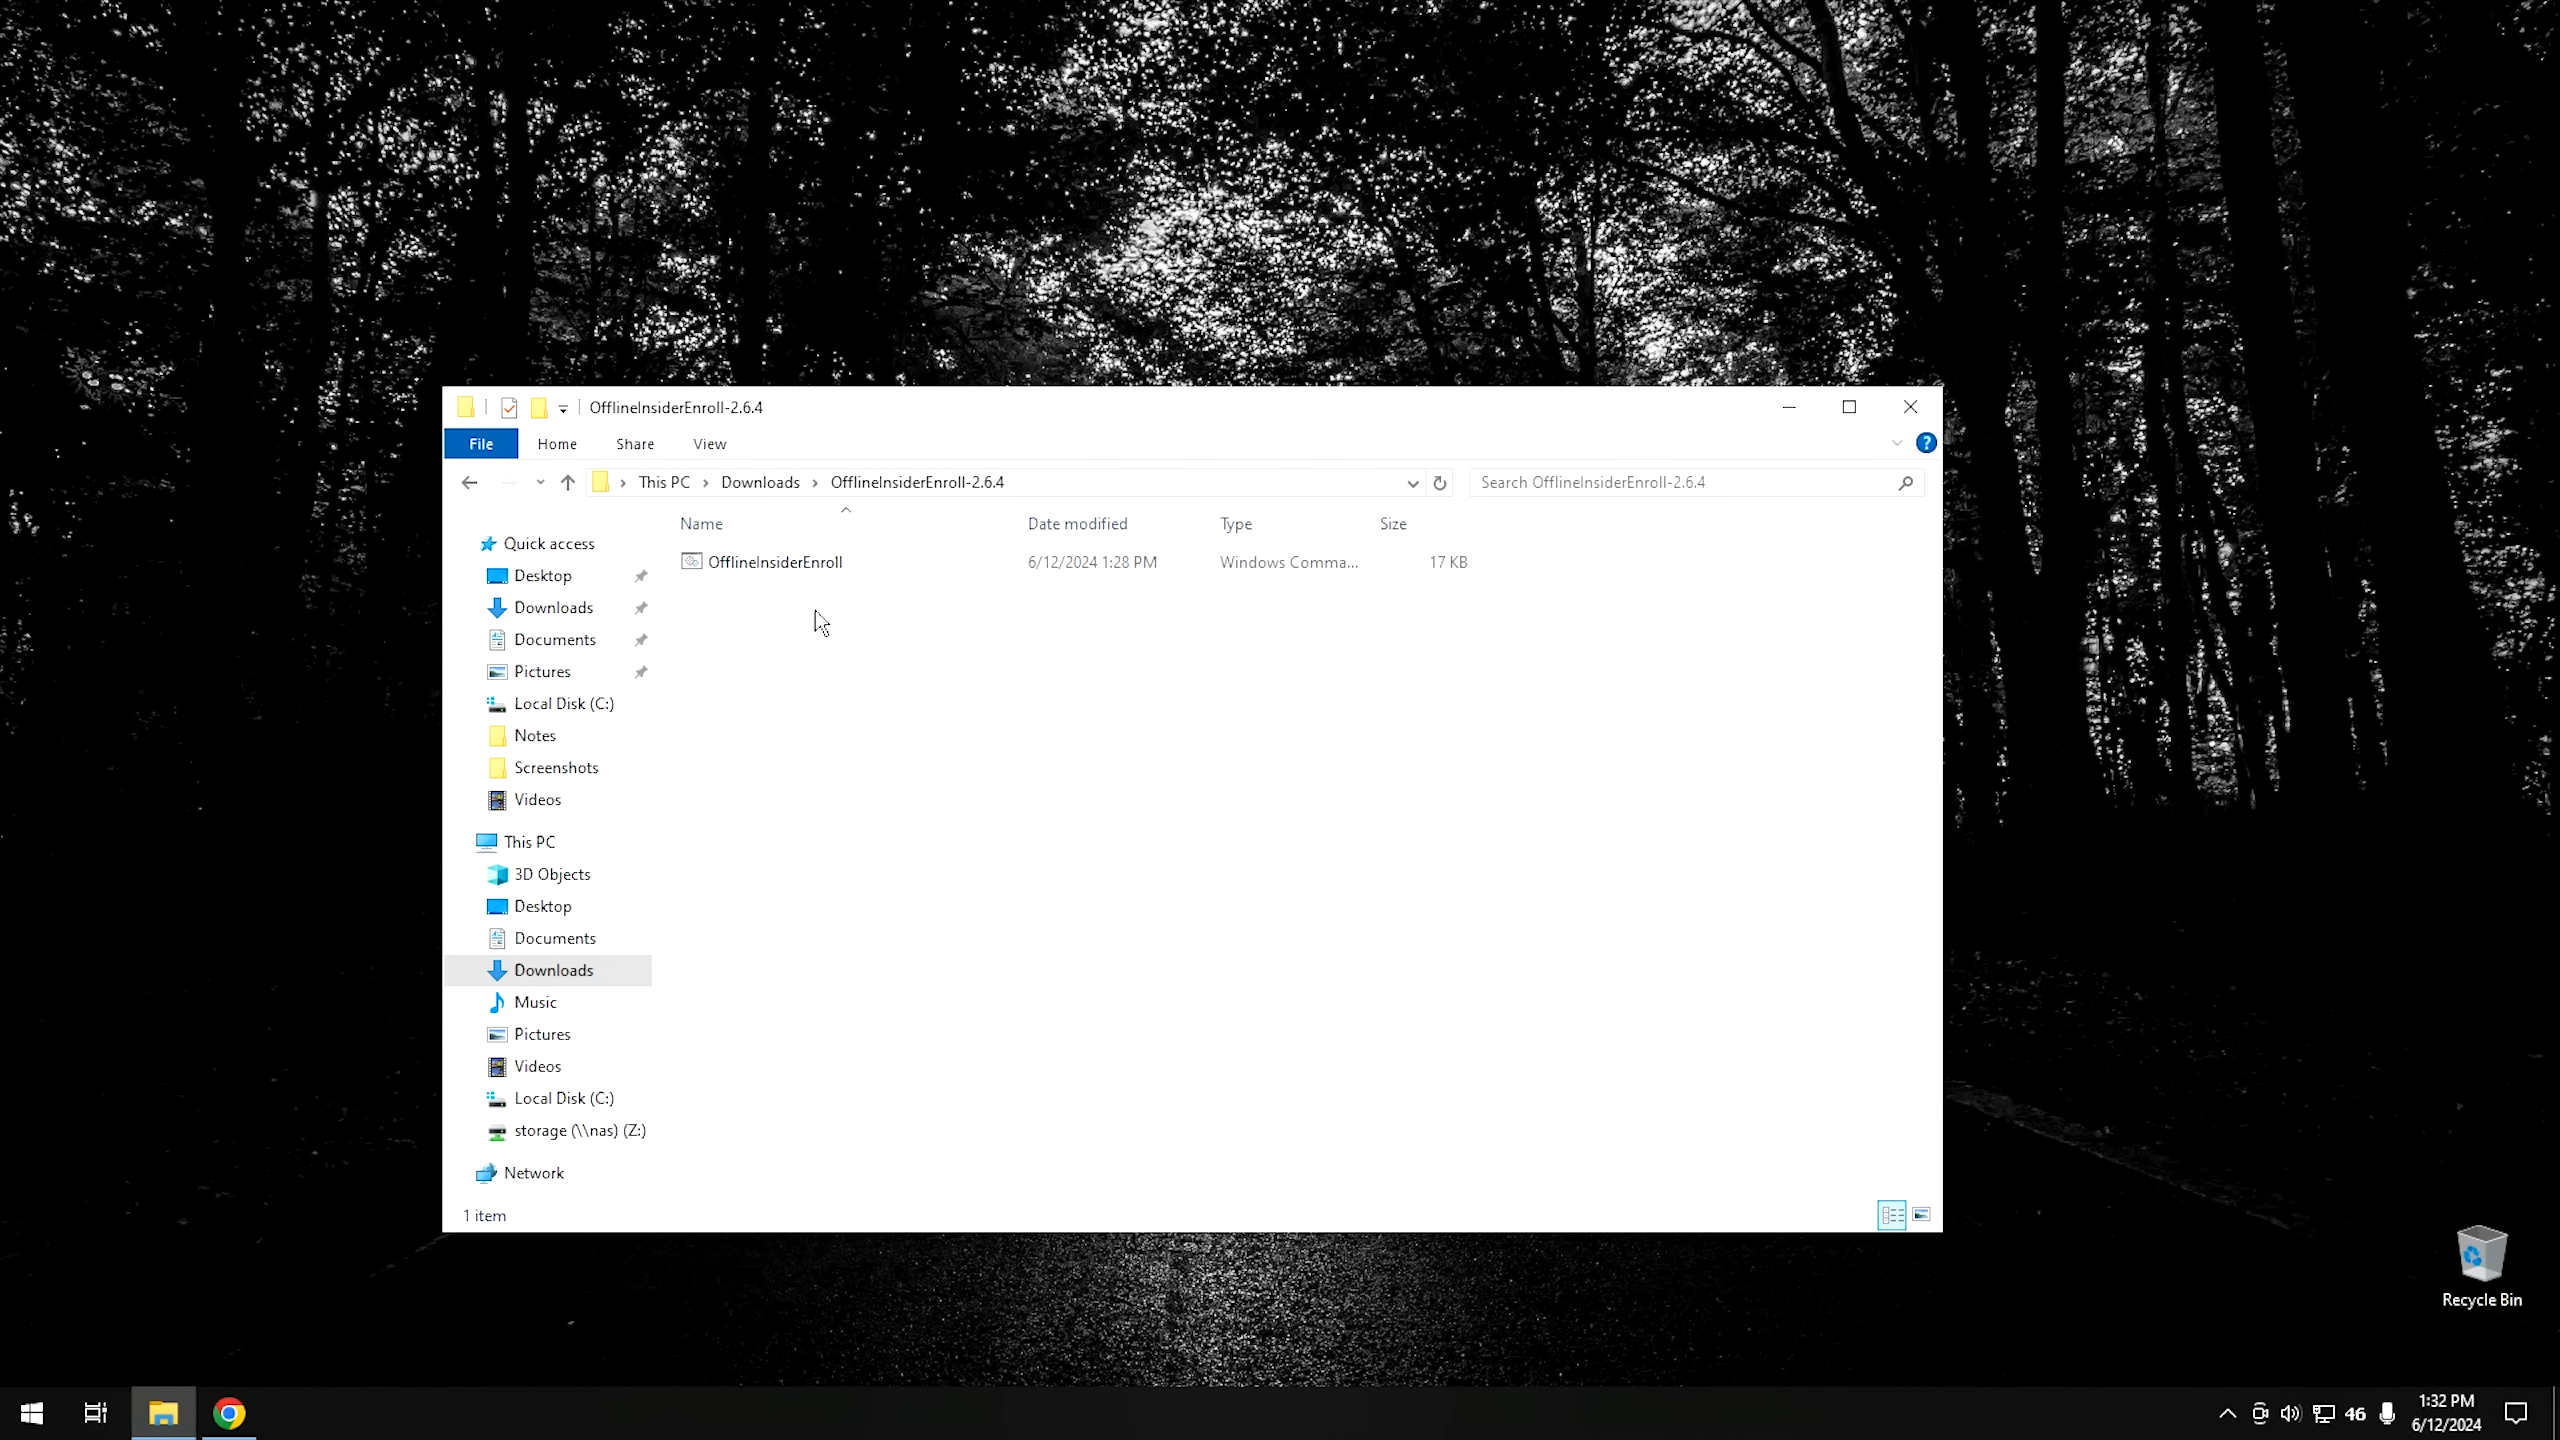 OfflineInsiderEnroll-2.6.4
File Home Share View ?
This PC Downloads OfflineInsiderEnroll-2.6.4 Search OfflineInsiderEnroll-2.6.4
Name Date modified Type Size
OfflineInsiderEnroll 6/12/2024 1:28 PM Windows Comma... 17 KB
Quick access
Desktop
Downloads
Documents
Pictures
Local Disk (C:)
Notes
Screenshots
Videos
This PC
3D Objects
Desktop
Documents
Downloads
Music
Pictures
Videos
Local Disk (C:)
storage (\\nas) (Z:)
Network
1 item
Recycle Bin
46
1:32 PM
6/12/2024